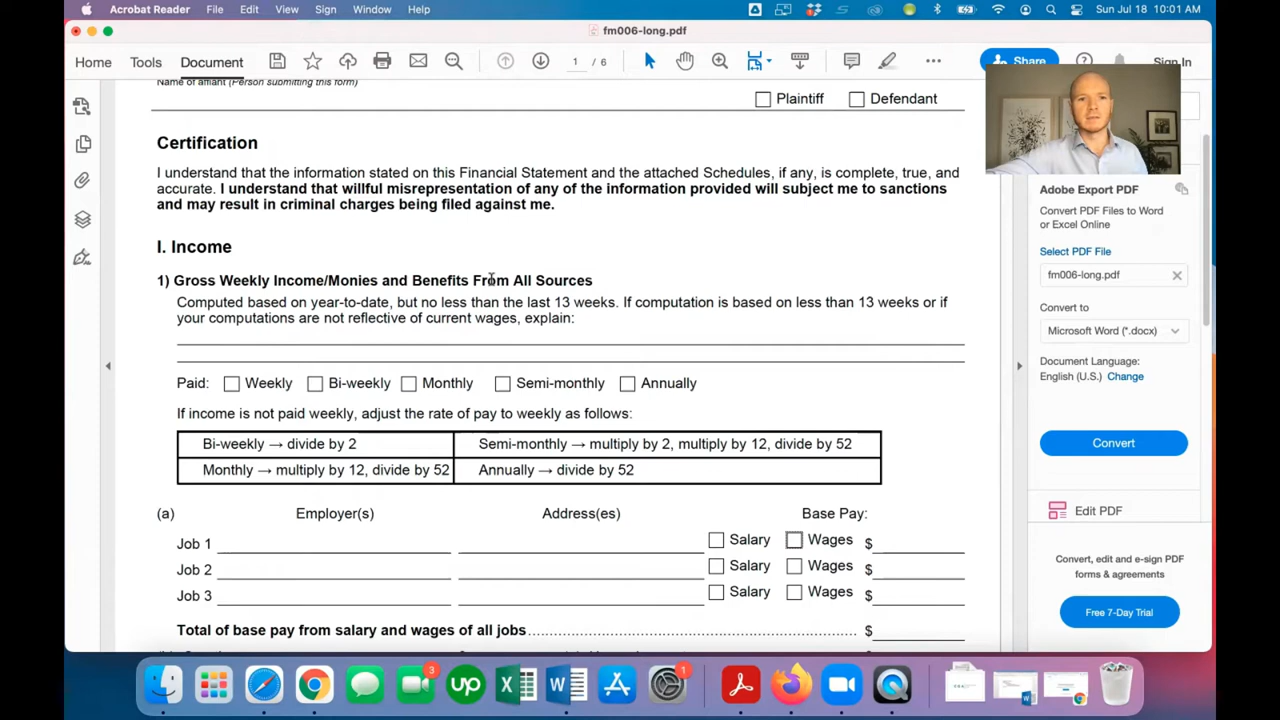 Acrobat Reader File Edit View Sign Window Help
Sun Jul 18 10:01 AM
fm006-long.pdf
Home Tools Document
1 / 6
Share
Sign In
Name of affiant (Person submitting this form)
Plaintiff Defendant
Certification
I understand that the information stated on this Financial Statement and the attached Schedules, if any, is complete, true, and
accurate. I understand that willful misrepresentation of any of the information provided will subject me to sanctions
and may result in criminal charges being filed against me.
I. Income
1) Gross Weekly Income/Monies and Benefits From All Sources
Computed based on year-to-date, but no less than the last 13 weeks. If computation is based on less than 13 weeks or if
your computations are not reflective of current wages, explain:
Paid: Weekly Bi-weekly Monthly Semi-monthly Annually
If income is not paid weekly, adjust the rate of pay to weekly as follows:
Bi-weekly → divide by 2 Semi-monthly → multiply by 2, multiply by 12, divide by 52
Monthly → multiply by 12, divide by 52 Annually → divide by 52
(a) Employer(s) Address(es) Base Pay:
Job 1 Salary Wages $
Job 2 Salary Wages $
Job 3 Salary Wages $
Total of base pay from salary and wages of all jobs $
Adobe Export PDF
Convert PDF Files to Word
or Excel Online
Select PDF File
fm006-long.pdf
Convert to
Microsoft Word (*.docx)
Document Language:
English (U.S.) Change
Convert
Edit PDF
Convert, edit and e-sign PDF
forms & agreements
Free 7-Day Trial
3
up
1